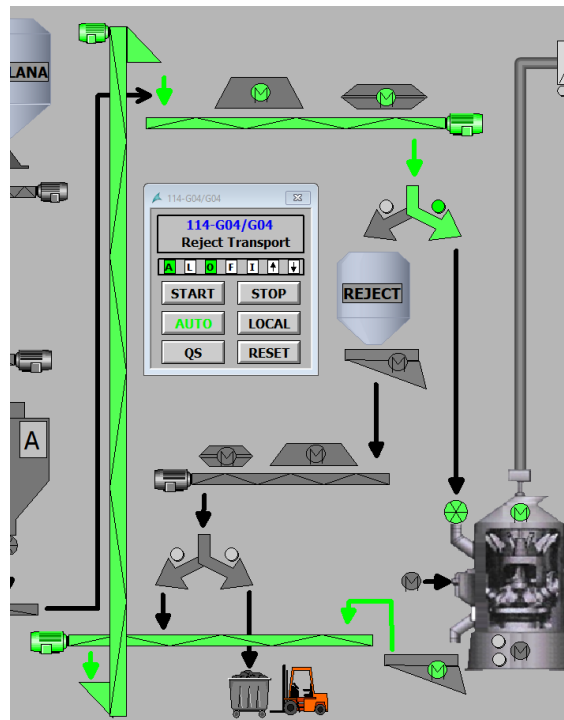 LANA
114-G04/G04
114-G04/G04
Reject Transport
A L O F I
START STOP
AUTO LOCAL
QS RESET
REJECT
A
M
M
M
M
M
M
M
M
M
M